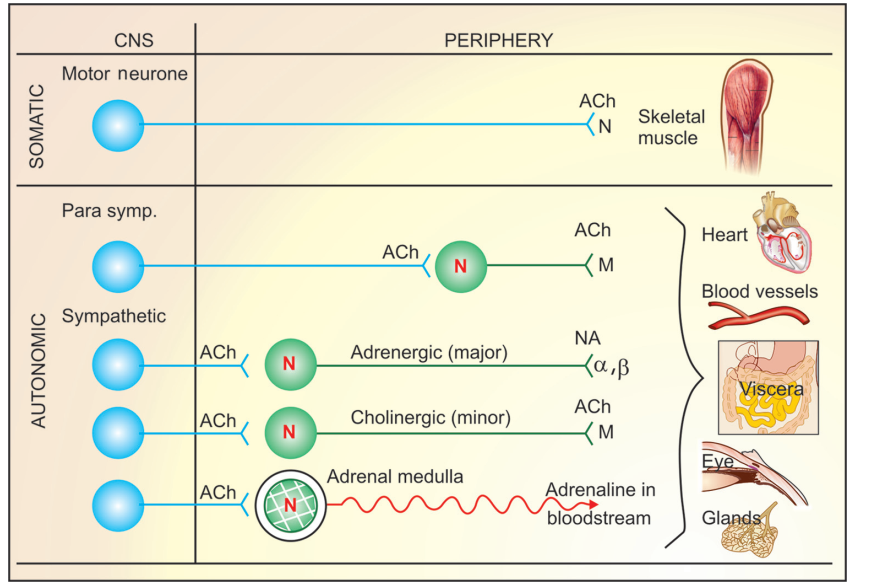 CNS
PERIPHERY
SOMATIC
Motor neurone
ACh
N
Skeletal
muscle
AUTONOMIC
Para symp.
ACh
N
ACh
M
Heart
Blood vessels
Sympathetic
ACh
N
Adrenergic (major)
NA
α,β
Viscera
ACh
N
Cholinergic (minor)
ACh
M
Eye
ACh
N
Adrenal medulla
Adrenaline in
bloodstream
Glands